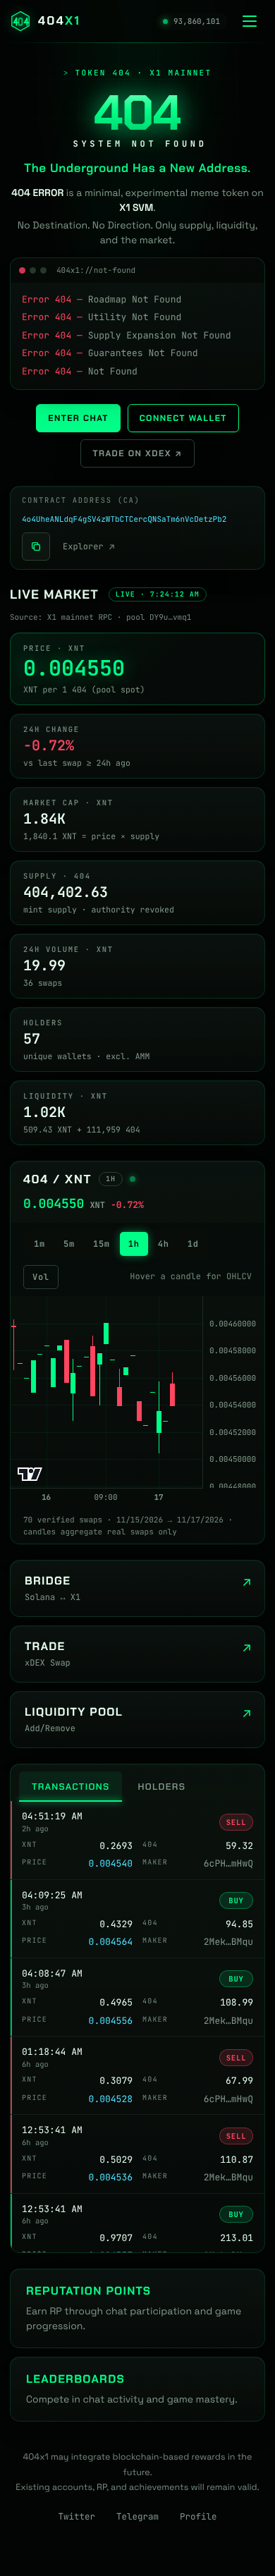 404X1
93,860,101
> TOKEN 404 · X1 MAINNET
404
SYSTEM NOT FOUND
The Underground Has a New Address.
404 ERROR is a minimal, experimental meme token on
X1 SVM.
No Destination. No Direction. Only supply, liquidity,
and the market.
404x1://not-found
Error 404 — Roadmap Not Found
Error 404 — Utility Not Found
Error 404 — Supply Expansion Not Found
Error 404 — Guarantees Not Found
Error 404 — Not Found
ENTER CHAT
CONNECT WALLET
TRADE ON XDEX ↗
CONTRACT ADDRESS (CA)
4o4UheANLdqF4gSV4zWTbCTCercQNSaTm6nVcDetzPb2
Explorer ↗
LIVE MARKET
LIVE · 7:24:12 AM
Source: X1 mainnet RPC · pool DY9u…vmq1
PRICE · XNT
0.004550
XNT per 1 404 (pool spot)
24H CHANGE
-0.72%
vs last swap ≥ 24h ago
MARKET CAP · XNT
1.84K
1,840.1 XNT = price × supply
SUPPLY · 404
404,402.63
mint supply · authority revoked
24H VOLUME · XNT
19.99
36 swaps
HOLDERS
57
unique wallets · excl. AMM
LIQUIDITY · XNT
1.02K
509.43 XNT + 111,959 404
404 / XNT
1H
0.004550 XNT -0.72%
1m 5m 15m 1h 4h 1d
Vol
Hover a candle for OHLCV
0.00460000
0.00458000
0.00456000
0.00454000
0.00452000
0.00450000
0.00448000
16 09:00 17
70 verified swaps · 11/15/2026 → 11/17/2026 ·
candles aggregate real swaps only
BRIDGE
↗
Solana ↔ X1
TRADE
↗
xDEX Swap
LIQUIDITY POOL
↗
Add/Remove
TRANSACTIONS
HOLDERS
04:51:19 AM
SELL
2h ago
XNT 0.2693 404 59.32
PRICE 0.004540 MAKER 6cPH…mHwQ
04:09:25 AM
BUY
3h ago
XNT 0.4329 404 94.85
PRICE 0.004564 MAKER 2Mek…BMqu
04:08:47 AM
BUY
3h ago
XNT 0.4965 404 108.99
PRICE 0.004556 MAKER 2Mek…BMqu
01:18:44 AM
SELL
6h ago
XNT 0.3079 404 67.99
PRICE 0.004528 MAKER 6cPH…mHwQ
12:53:41 AM
SELL
6h ago
XNT 0.5029 404 110.87
PRICE 0.004536 MAKER 2Mek…BMqu
12:53:41 AM
BUY
6h ago
XNT 0.9707 404 213.01
REPUTATION POINTS
Earn RP through chat participation and game
progression.
LEADERBOARDS
Compete in chat activity and game mastery.
404x1 may integrate blockchain-based rewards in the
future.
Existing accounts, RP, and achievements will remain valid.
Twitter Telegram Profile